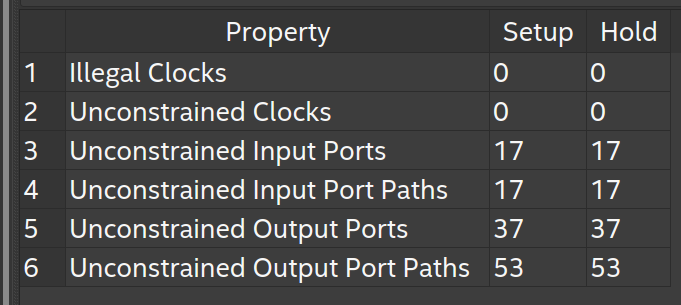 Property Setup Hold
1 Illegal Clocks 0 0
2 Unconstrained Clocks 0 0
3 Unconstrained Input Ports 17 17
4 Unconstrained Input Port Paths 17 17
5 Unconstrained Output Ports 37 37
6 Unconstrained Output Port Paths 53 53